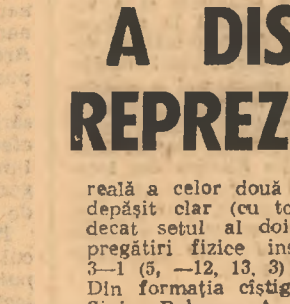 A DIS
REPREZ
reală a celor două
depășit clar (cu to
decat setul al doi
pregătiri fizice ins
3—1 (5, —12, 13, 3)
Din formația cîștig